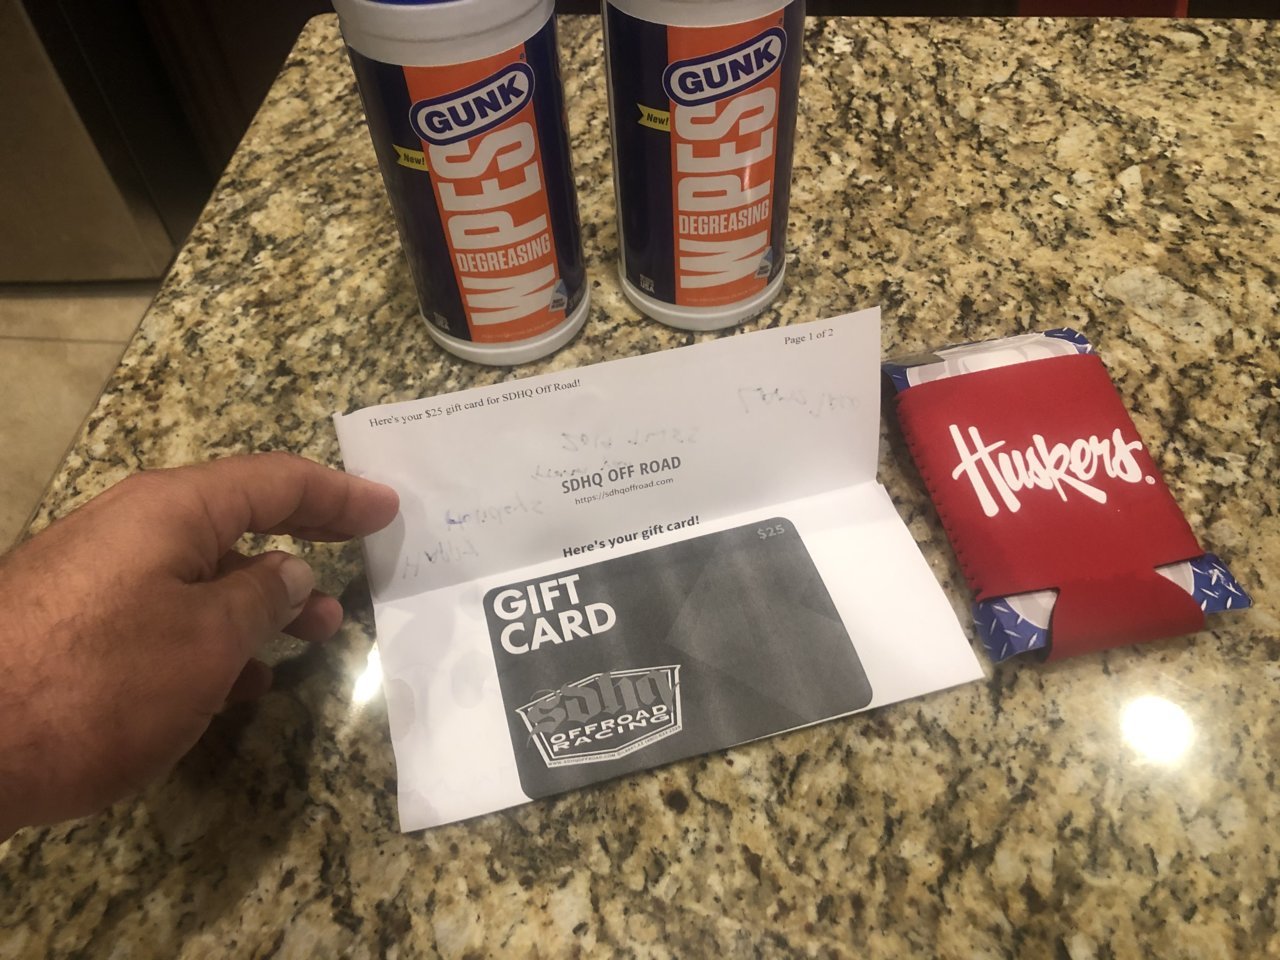 GUNK
New!
WIPES
DEGREASING
USA
GUNK
New!
WIPES
DEGREASING
USA
Here's your $25 gift card for SDHQ Off Road!
Page 1 of 2
SDHQ OFF ROAD
https://sdhqoffroad.com
Here's your gift card!
$25
GIFT
CARD
sdhq
OFFROAD
RACING
Huskers®